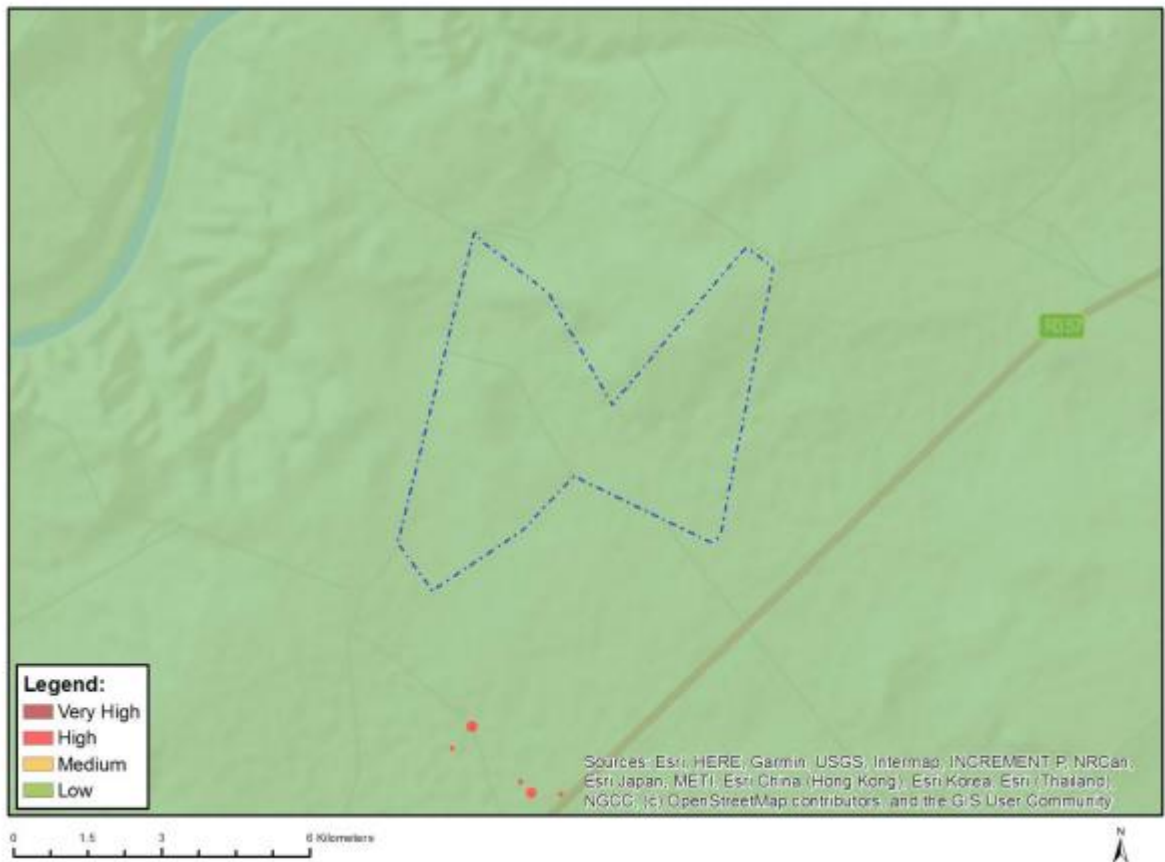 Legend:
Very High
High
Medium
Low
Sources: Esri, HERE, Garmin, USGS, Intermap, INCREMENT P, NRCan,
Esri Japan, METI, Esri China (Hong Kong), Esri Korea, Esri (Thailand),
NGCC, (c) OpenStreetMap contributors, and the GIS User Community
0 1.5 3 6 Kilometers
N